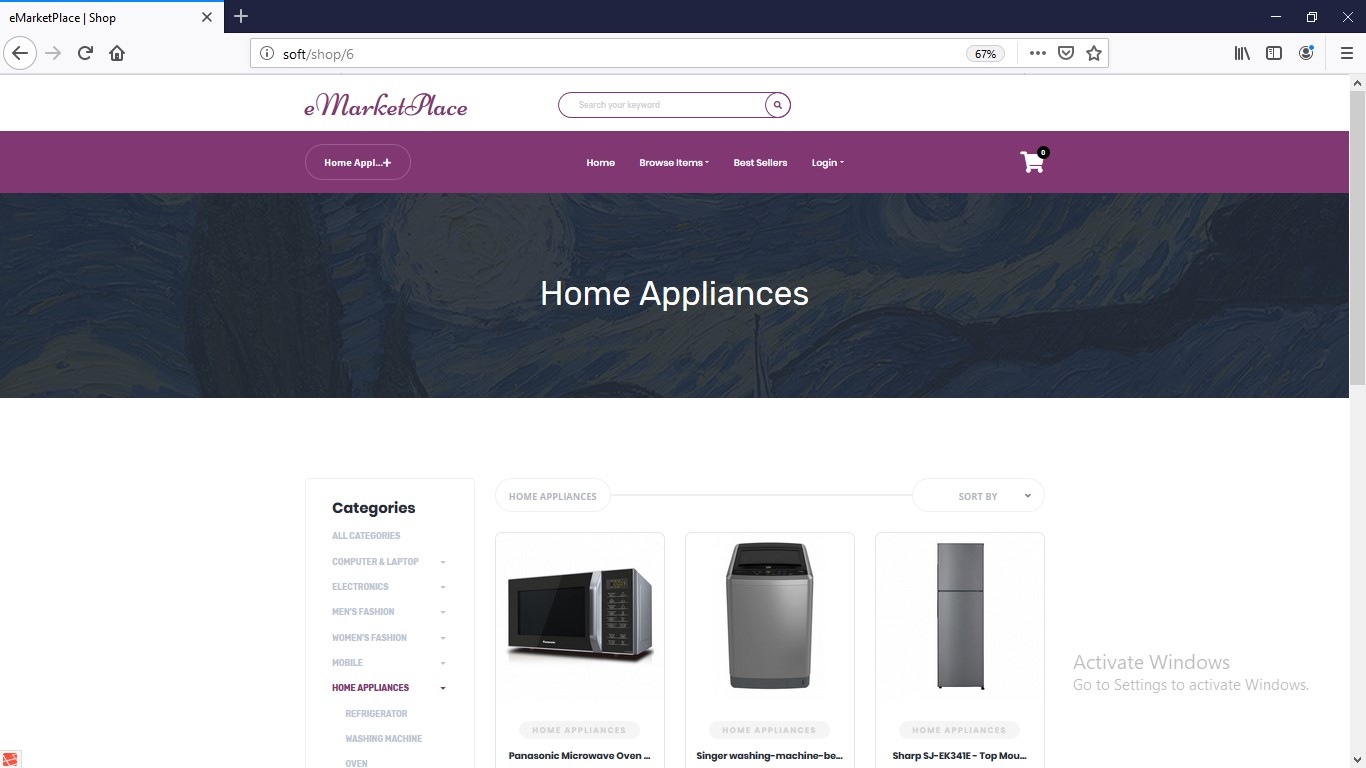 eMarketPlace | Shop
soft/shop/6
67%
eMarketPlace
Search your keyword
Home Appl...+
Home
Browse Items
Best Sellers
Login
0
Home Appliances
Categories
ALL CATEGORIES
COMPUTER & LAPTOP
ELECTRONICS
MEN'S FASHION
WOMEN'S FASHION
MOBILE
HOME APPLIANCES
REFRIGERATOR
WASHING MACHINE
OVEN
HOME APPLIANCES
SORT BY
Panasonic
HOME APPLIANCES
Panasonic Microwave Oven ...
HOME APPLIANCES
Singer washing-machine-be...
HOME APPLIANCES
Sharp SJ-EK341E - Top Mou...
Activate Windows
Go to Settings to activate Windows.